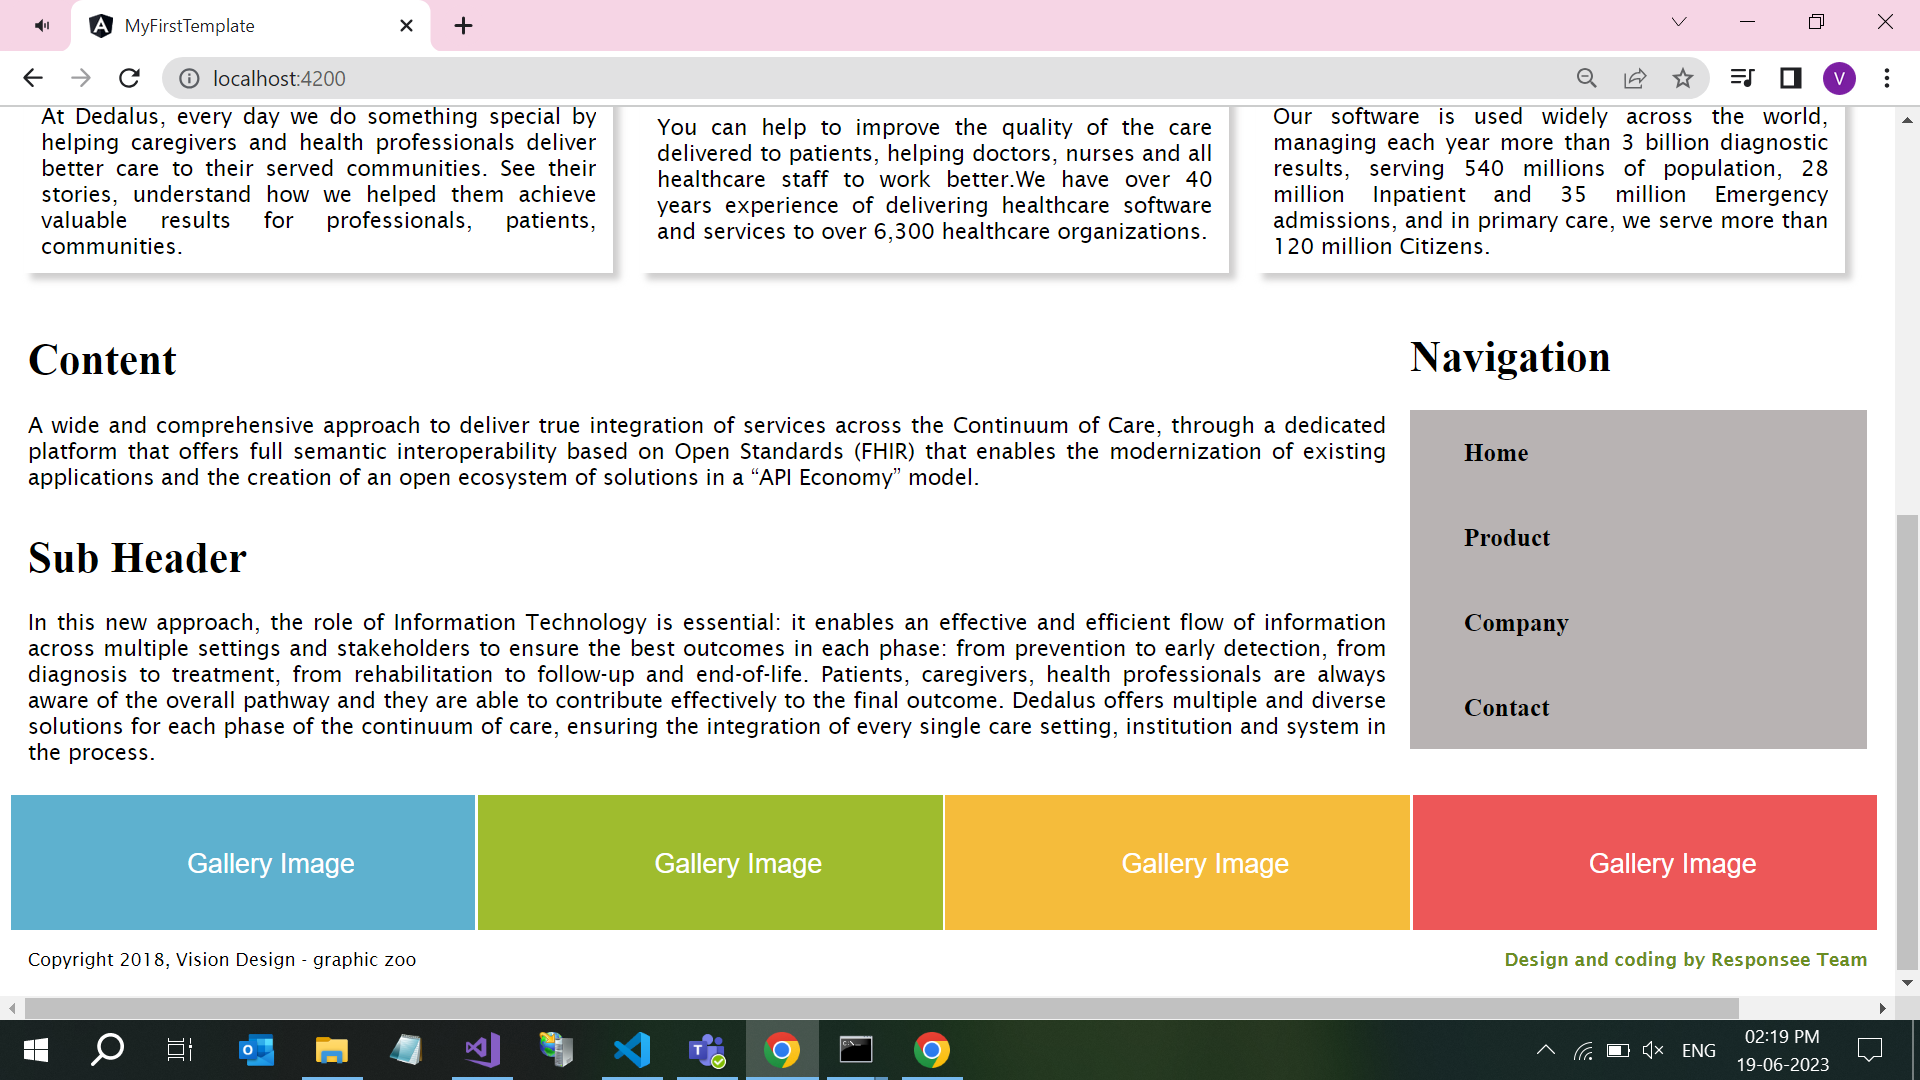 MyFirstTemplate
localhost:4200
V
At Dedalus, every day we do something special by
helping caregivers and health professionals deliver
better care to their served communities. See their
stories, understand how we helped them achieve
valuable results for professionals, patients,
communities.
You can help to improve the quality of the care
delivered to patients, helping doctors, nurses and all
healthcare staff to work better.We have over 40
years experience of delivering healthcare software
and services to over 6,300 healthcare organizations.
Our software is used widely across the world,
managing each year more than 3 billion diagnostic
results, serving 540 millions of population, 28
million Inpatient and 35 million Emergency
admissions, and in primary care, we serve more than
120 million Citizens.
Content
A wide and comprehensive approach to deliver true integration of services across the Continuum of Care, through a dedicated
platform that offers full semantic interoperability based on Open Standards (FHIR) that enables the modernization of existing
applications and the creation of an open ecosystem of solutions in a “API Economy” model.
Sub Header
In this new approach, the role of Information Technology is essential: it enables an effective and efficient flow of information
across multiple settings and stakeholders to ensure the best outcomes in each phase: from prevention to early detection, from
diagnosis to treatment, from rehabilitation to follow-up and end-of-life. Patients, caregivers, health professionals are always
aware of the overall pathway and they are able to contribute effectively to the final outcome. Dedalus offers multiple and diverse
solutions for each phase of the continuum of care, ensuring the integration of every single care setting, institution and system in
the process.
Navigation
Home
Product
Company
Contact
Gallery Image
Gallery Image
Gallery Image
Gallery Image
Copyright 2018, Vision Design - graphic zoo
Design and coding by Responsee Team
ENG
02:19 PM
19-06-2023